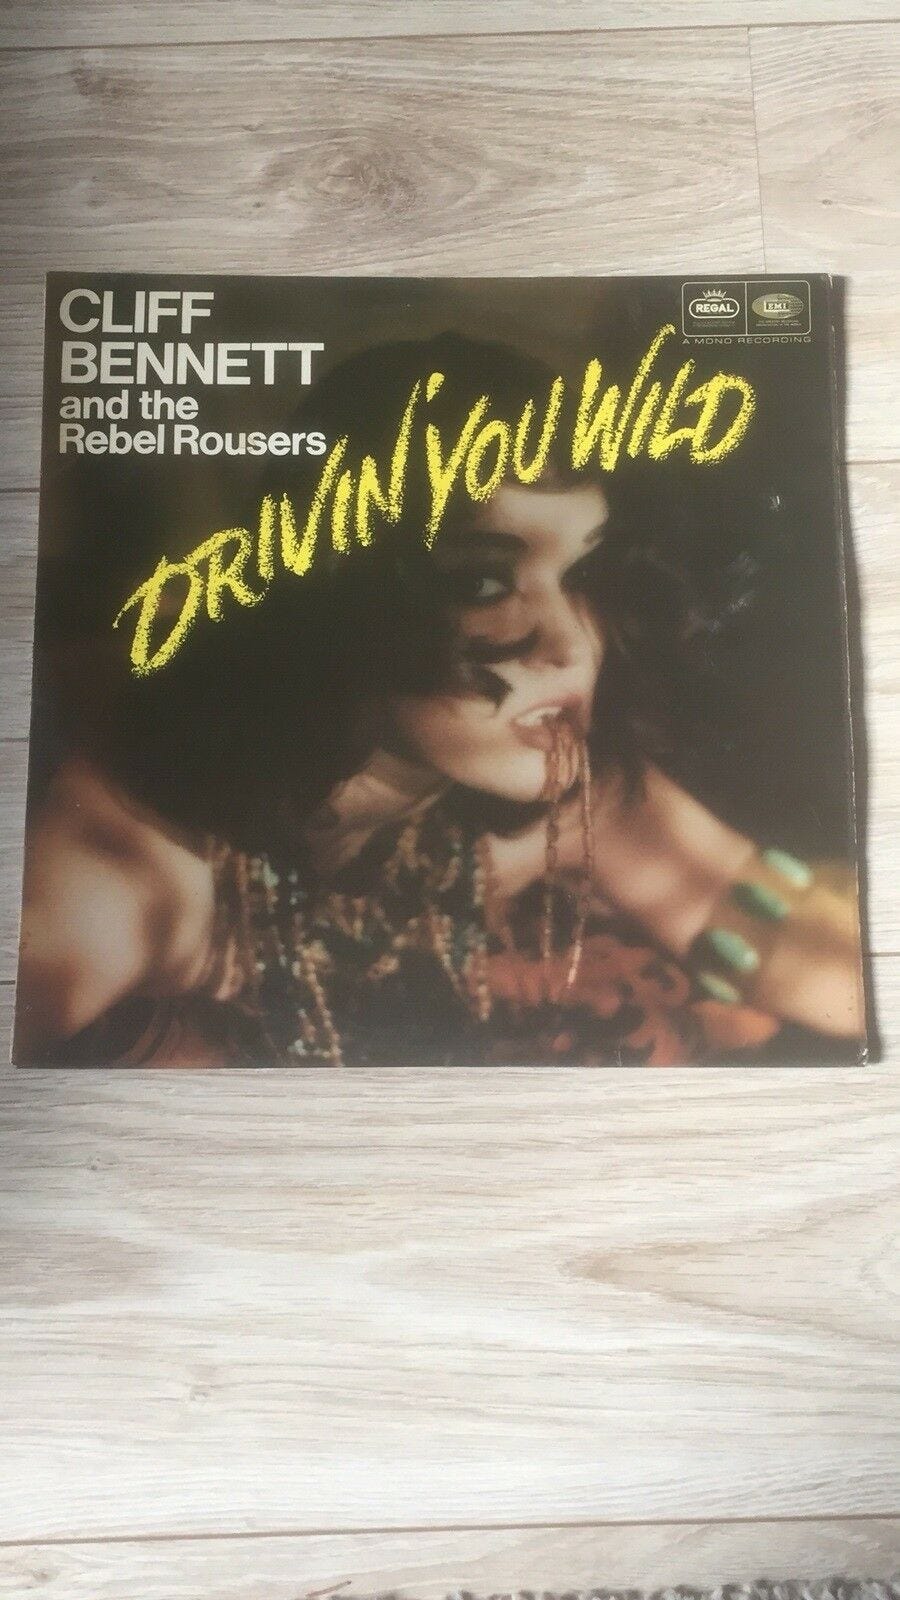 CLIFF
BENNETT
and the
Rebel Rousers
DRIVIN' YOU WILD
REGAL
EMI
A MONO RECORDING